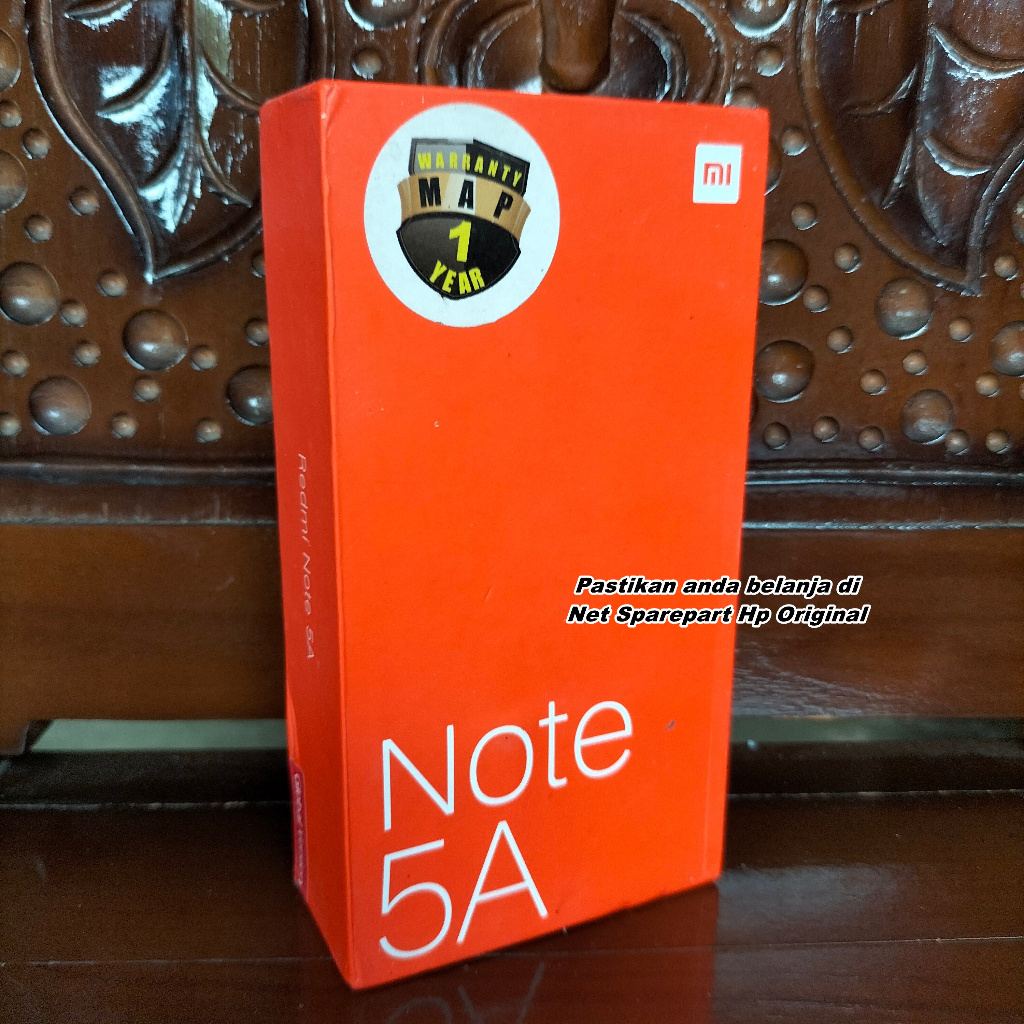 WARRANTY
MAP
1
YEAR
mi
Redmi Note 5A
Pastikan anda belanja di
Net Sparepart Hp Original
Note
5A